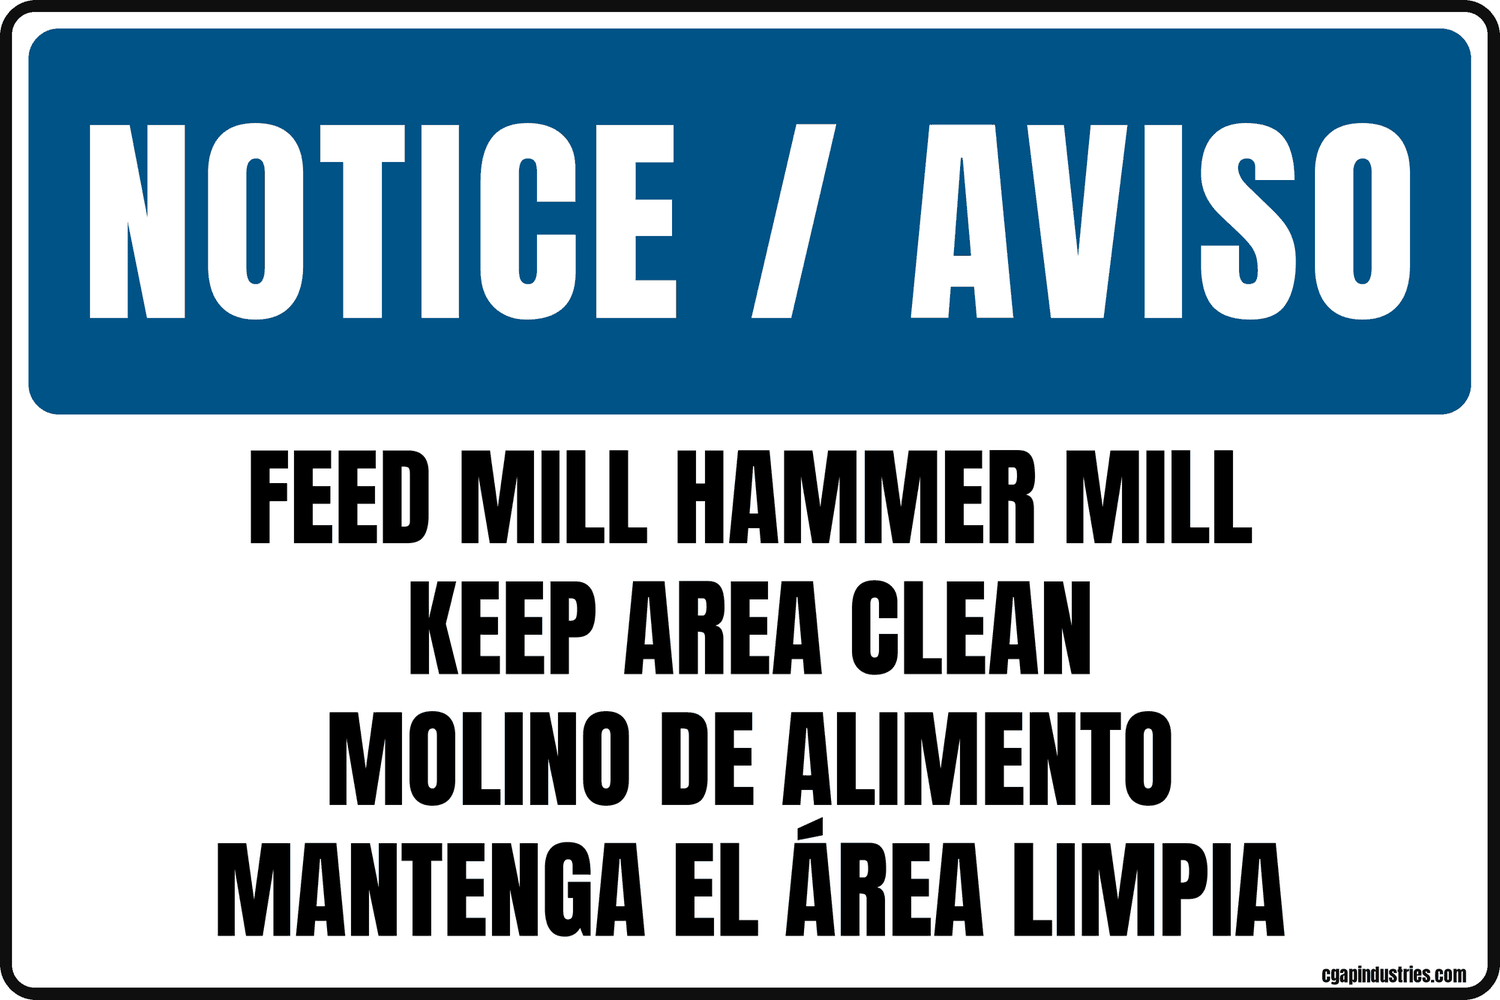 NOTICE / AVISO
FEED MILL HAMMER MILL
KEEP AREA CLEAN
MOLINO DE ALIMENTO
MANTENGA EL ÁREA LIMPIA
cgapindustries.com